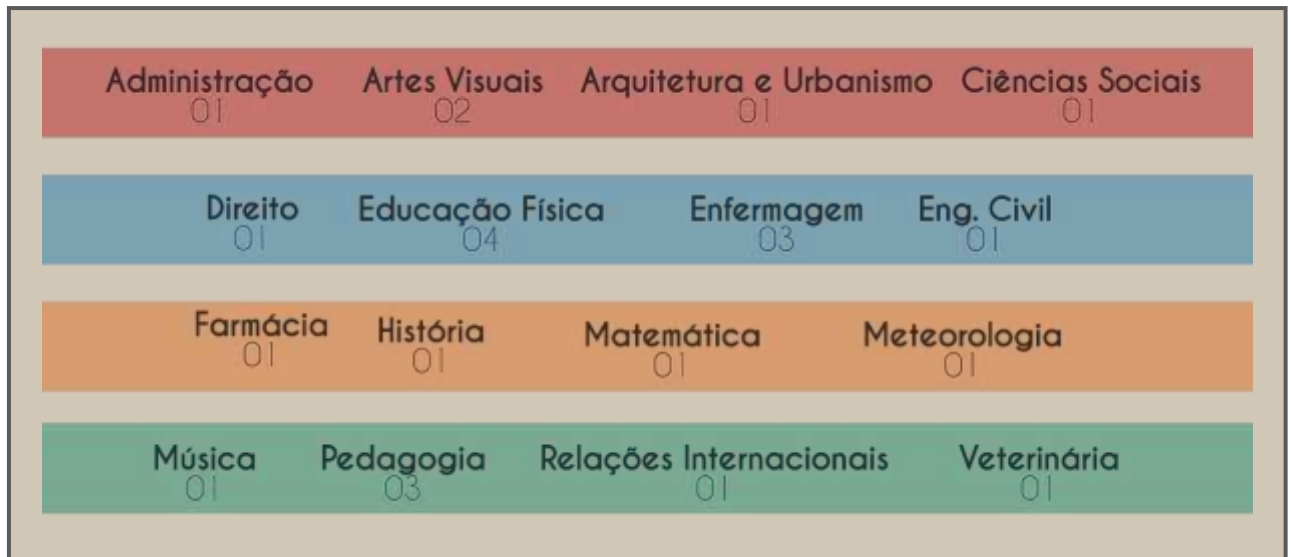 Administração Artes Visuais Arquitetura e Urbanismo Ciências Sociais
01 02 01 01
Direito Educação Física Enfermagem Eng. Civil
01 04 03 01
Farmácia História Matemática Meteorologia
01 01 01 01
Música Pedagogia Relações Internacionais Veterinária
01 03 01 01